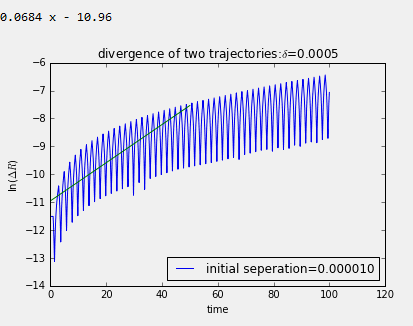 0.0684 x - 10.96
divergence of two trajectories:δ=0.0005
−6
−7
−8
−9
−10
−11
−12
−13
−14
ln(ΔR)
0 20 40 60 80 100 120
time
initial seperation=0.000010